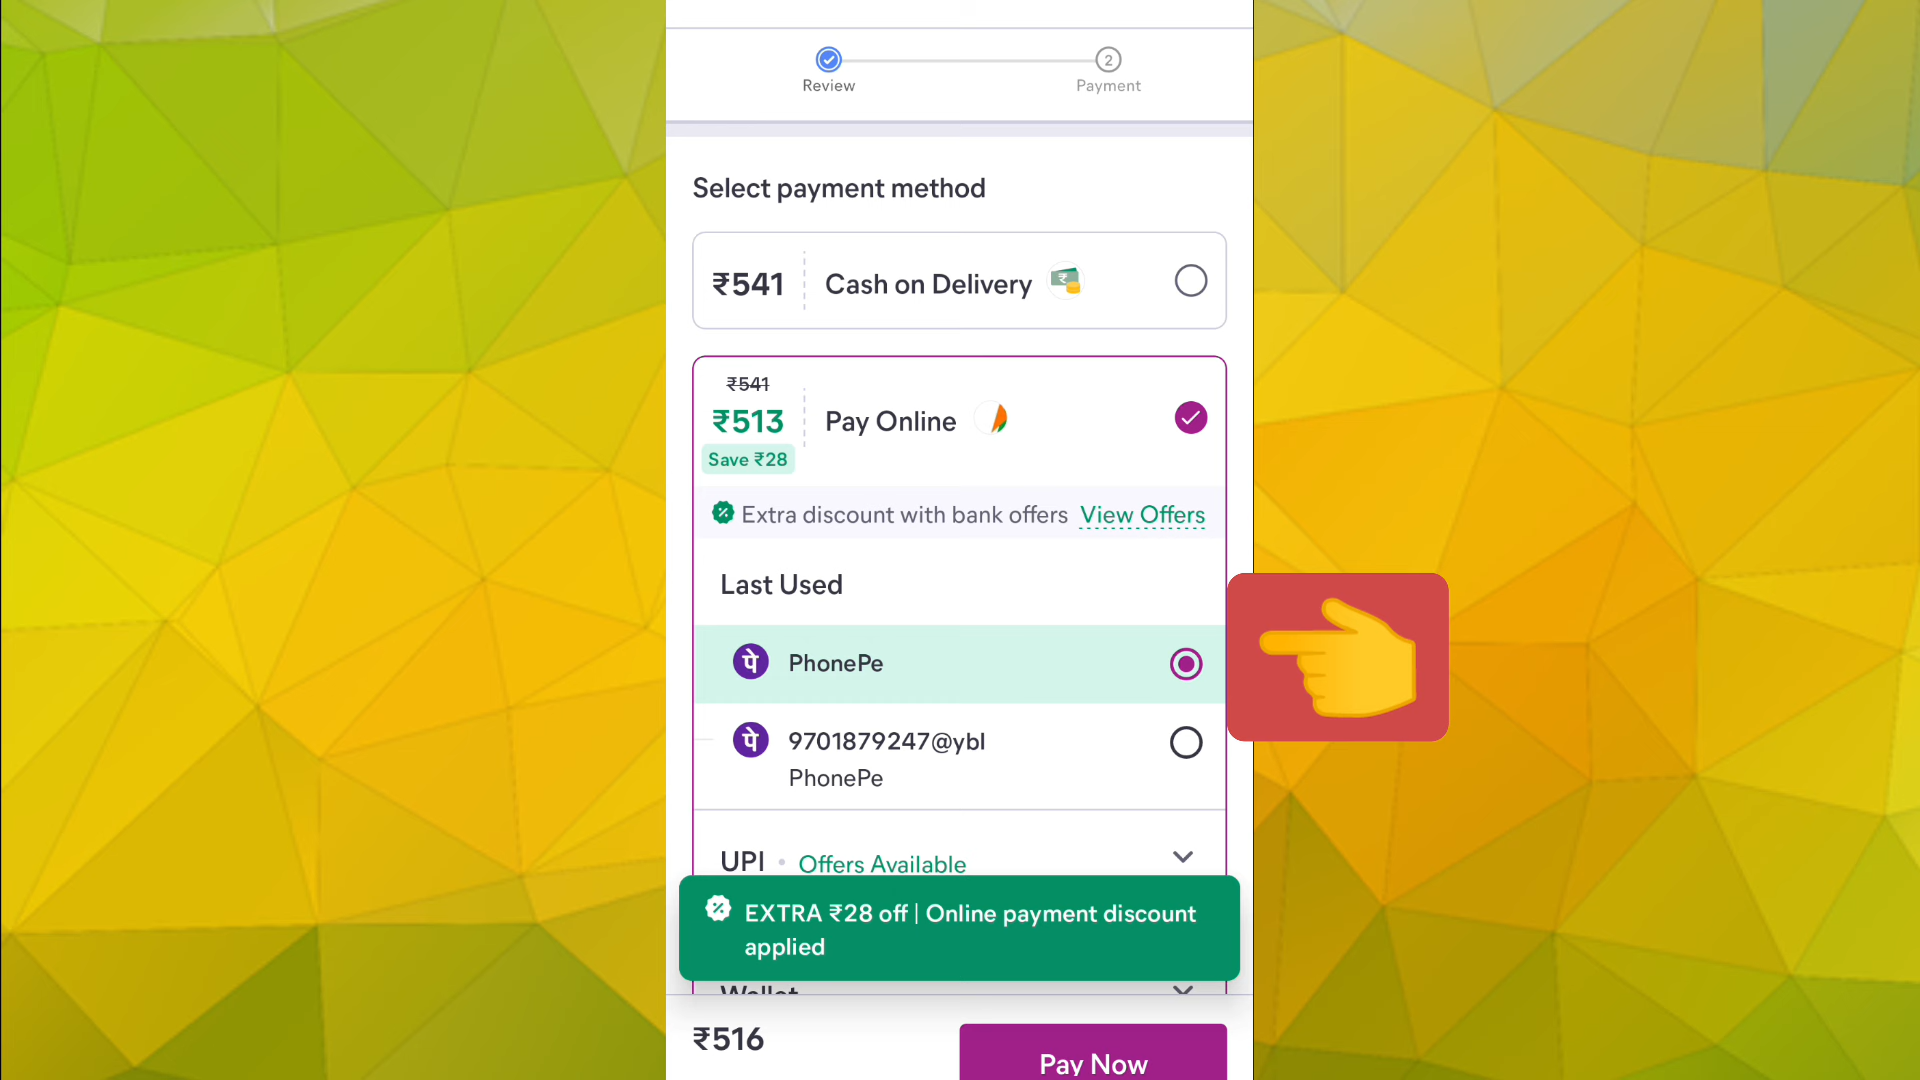 Review
2
Payment
Select payment method
₹541
Cash on Delivery
₹
₹541
₹513
Pay Online
Save ₹28
Extra discount with bank offers View Offers
Last Used
पे PhonePe
पे 9701879247@ybl
PhonePe
UPI • Offers Available
EXTRA ₹28 off | Online payment discount
applied
Wallet
₹516
Pay Now